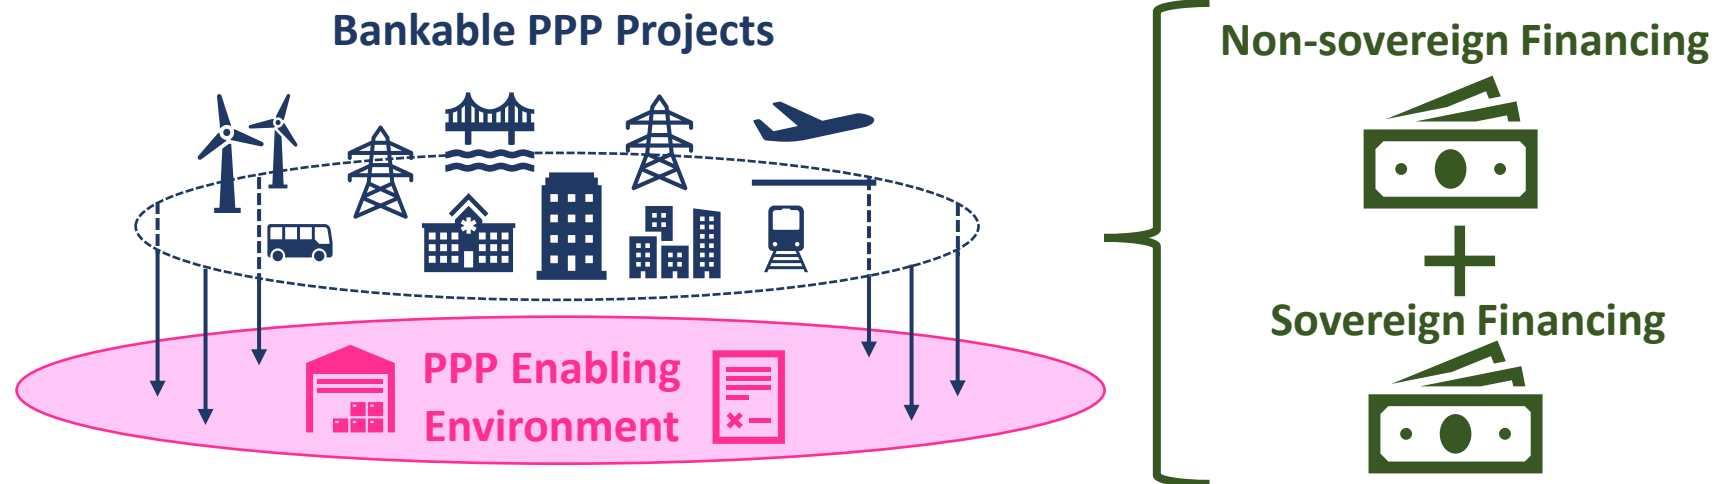 Bankable PPP Projects
PPP Enabling
Environment
Non-sovereign Financing
Sovereign Financing